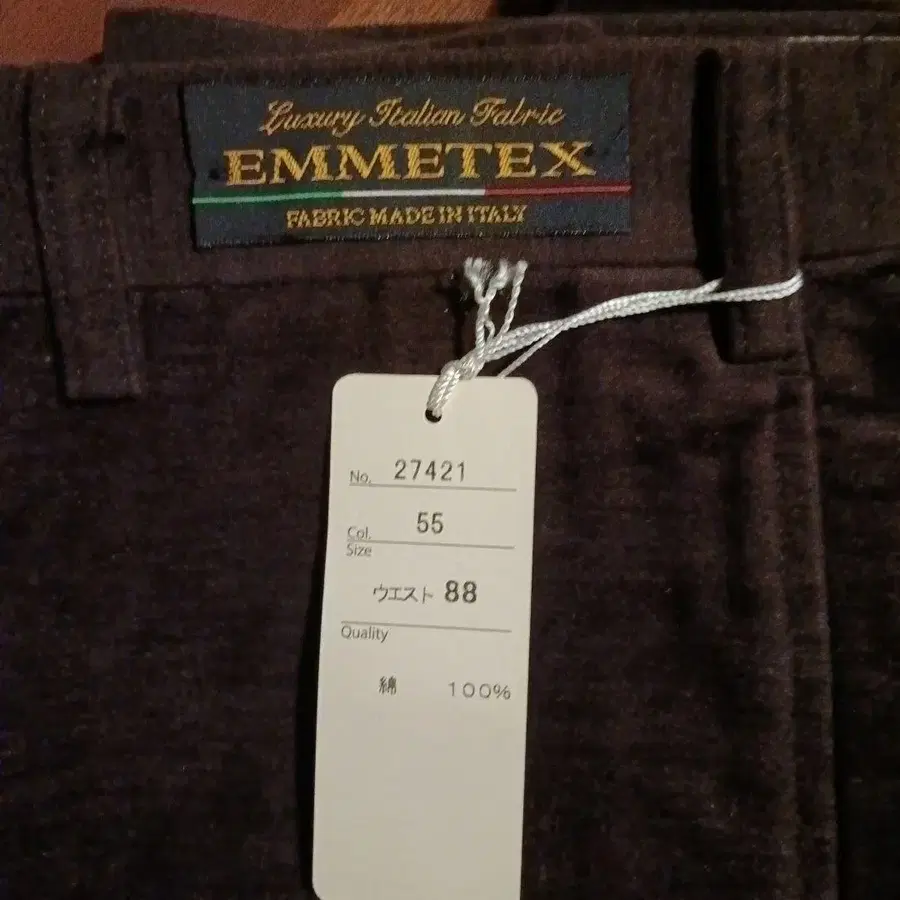 Luxury Italian Fabric
EMMETEX
FABRIC MADE IN ITALY
No. 27421
Col. 55
Size
ウエスト 88
Quality
綿 100%